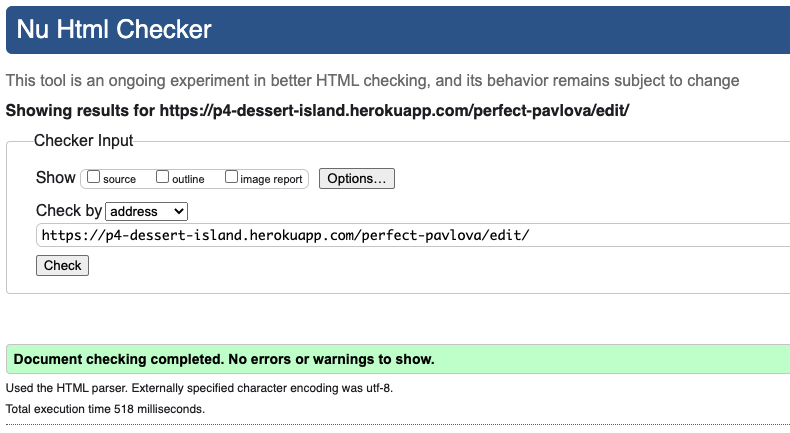 Nu Html Checker
This tool is an ongoing experiment in better HTML checking, and its behavior remains subject to change
Showing results for https://p4-dessert-island.herokuapp.com/perfect-pavlova/edit/
Checker Input
Show source outline image report Options...
Check by address
https://p4-dessert-island.herokuapp.com/perfect-pavlova/edit/
Check
Document checking completed. No errors or warnings to show.
Used the HTML parser. Externally specified character encoding was utf-8.
Total execution time 518 milliseconds.